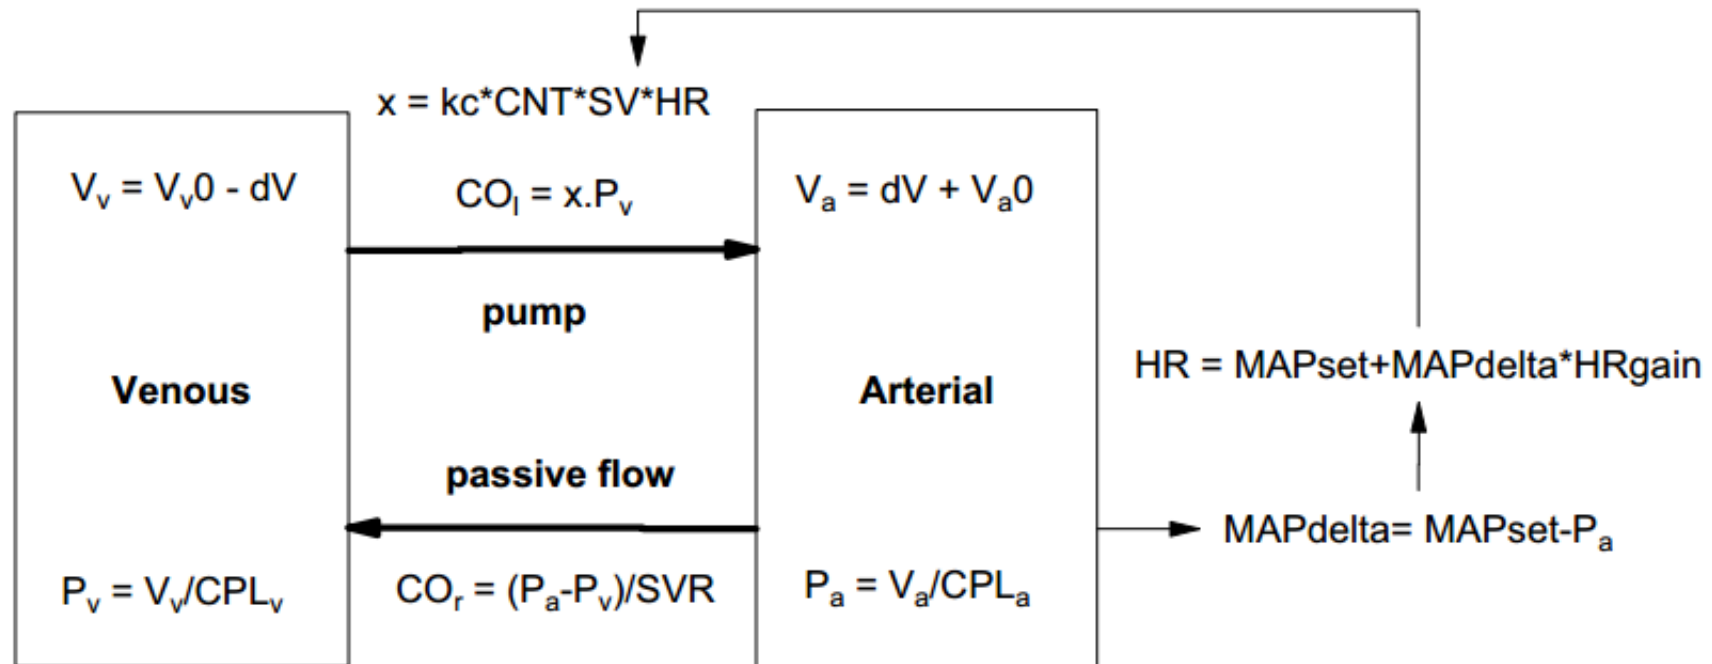 x = kc*CNT*SV*HR
Vv = Vv0 - dV
COl = x.Pv
Va = dV + Va0
pump
HR = MAPset+MAPdelta*HRgain
Venous
Arterial
passive flow
MAPdelta= MAPset-Pa
Pv = Vv/CPLv
COr = (Pa-Pv)/SVR
Pa = Va/CPLa